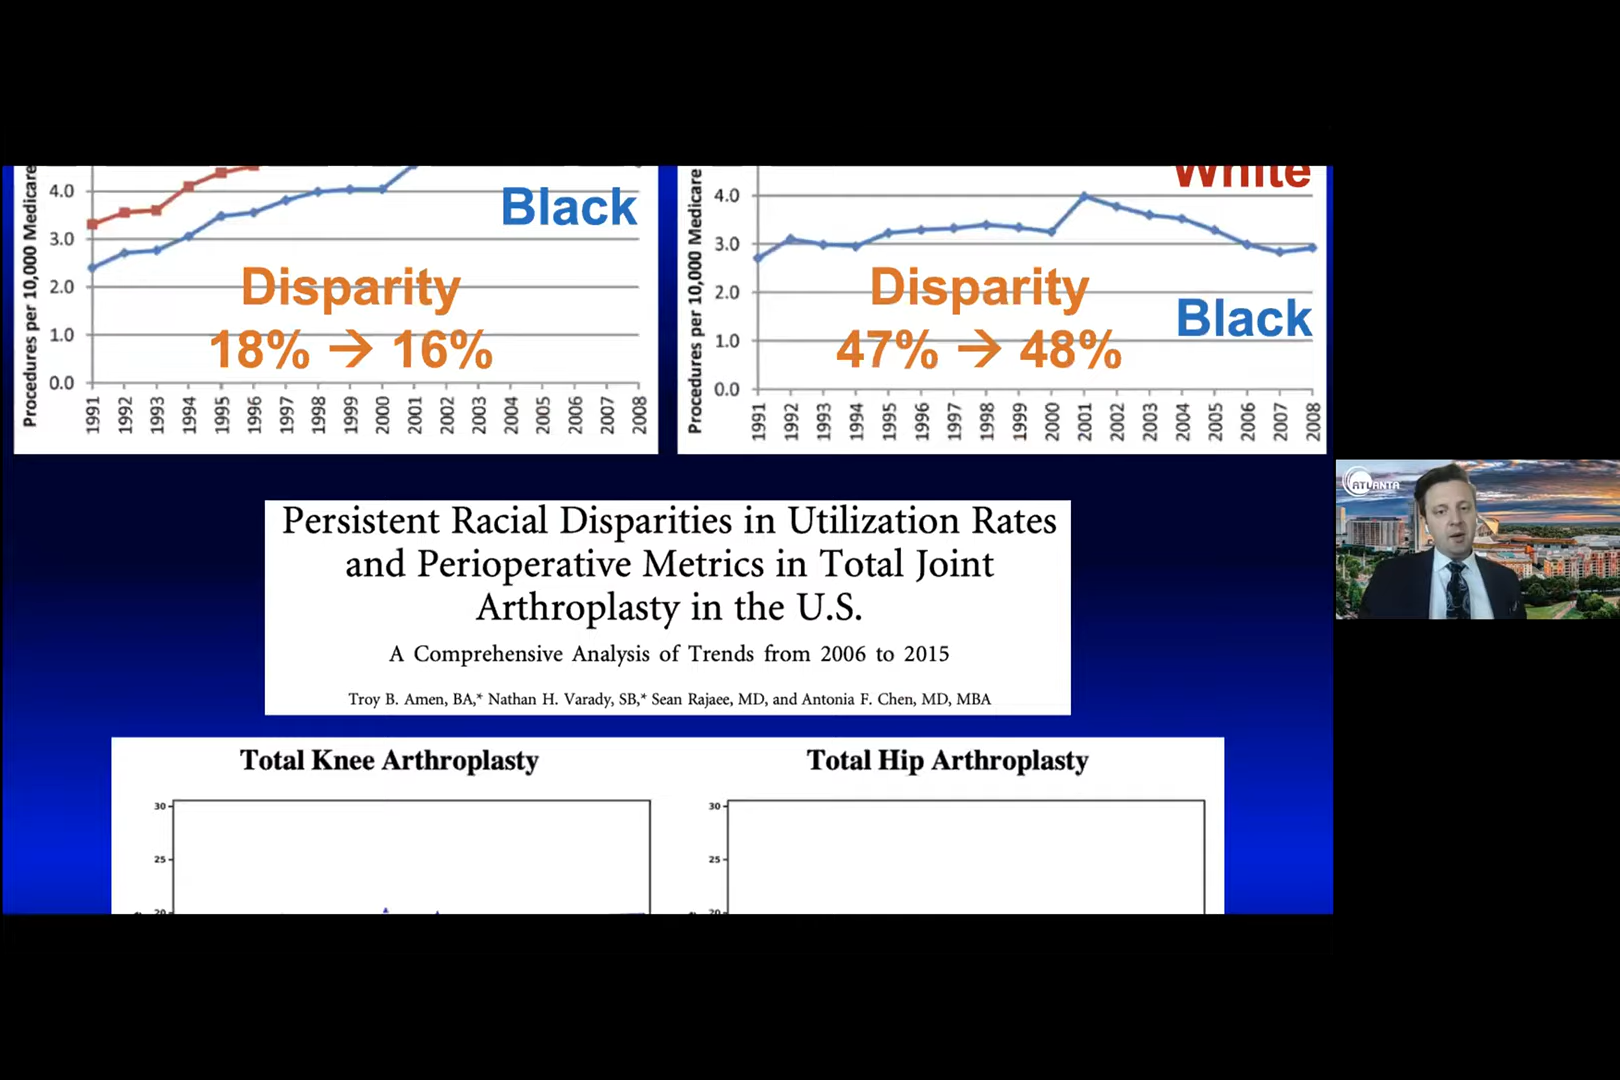 Procedures per 10,000 Medicare
4.0
3.0
2.0
1.0
0.0
Black
Disparity
18% → 16%
1991 1992 1993 1994 1995 1996 1997 1998 1999 2000 2001 2002 2003 2004 2005 2006 2007 2008
Procedures per 10,000 Medicare
4.0
3.0
2.0
1.0
0.0
White
Disparity
47% → 48%
Black
1991 1992 1993 1994 1995 1996 1997 1998 1999 2000 2001 2002 2003 2004 2005 2006 2007 2008
ATLANTA
Persistent Racial Disparities in Utilization Rates
and Perioperative Metrics in Total Joint
Arthroplasty in the U.S.
A Comprehensive Analysis of Trends from 2006 to 2015
Troy B. Amen, BA,* Nathan H. Varady, SB,* Sean Rajaee, MD, and Antonia F. Chen, MD, MBA
Total Knee Arthroplasty
30
25
20
Total Hip Arthroplasty
30
25
20